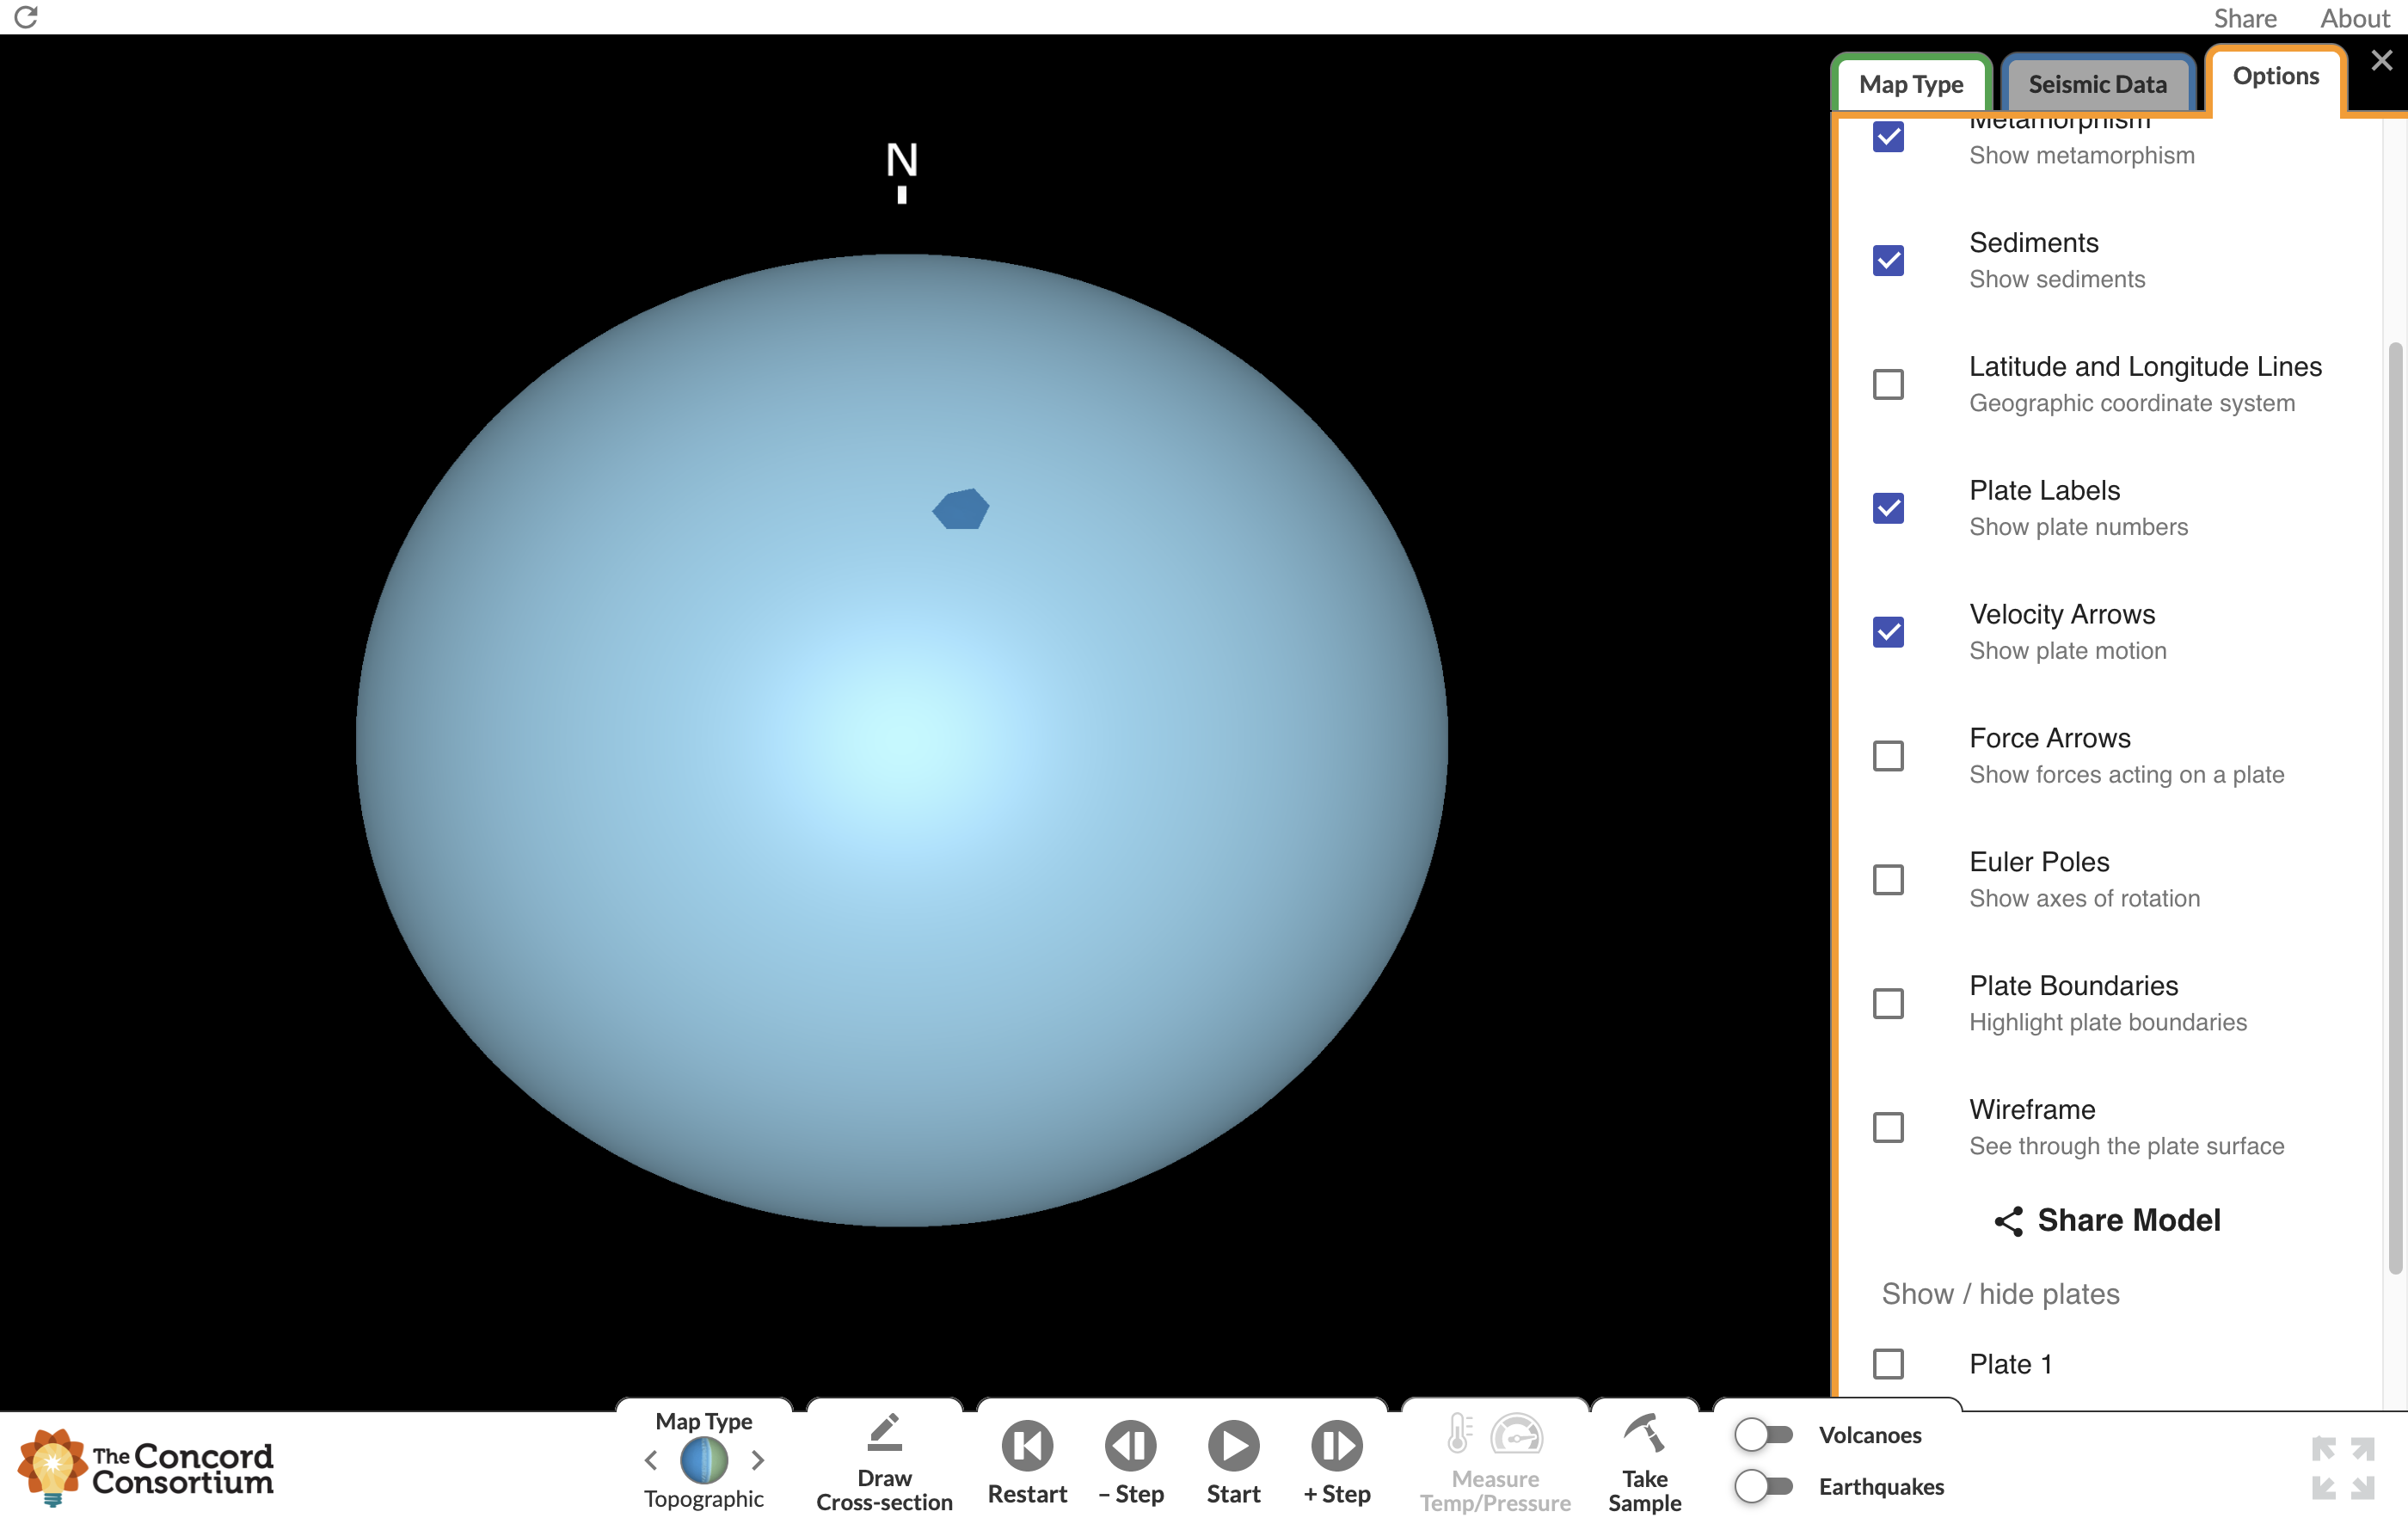 Share
About
Map Type
Seismic Data
Options
N
Metamorphism
Show metamorphism
Sediments
Show sediments
Latitude and Longitude Lines
Geographic coordinate system
Plate Labels
Show plate numbers
Velocity Arrows
Show plate motion
Force Arrows
Show forces acting on a plate
Euler Poles
Show axes of rotation
Plate Boundaries
Highlight plate boundaries
Wireframe
See through the plate surface
Share Model
Show / hide plates
Plate 1
The Concord
Consortium
Map Type
Topographic
Draw
Cross-section
Restart
– Step
Start
+ Step
Measure
Temp/Pressure
Take
Sample
Volcanoes
Earthquakes